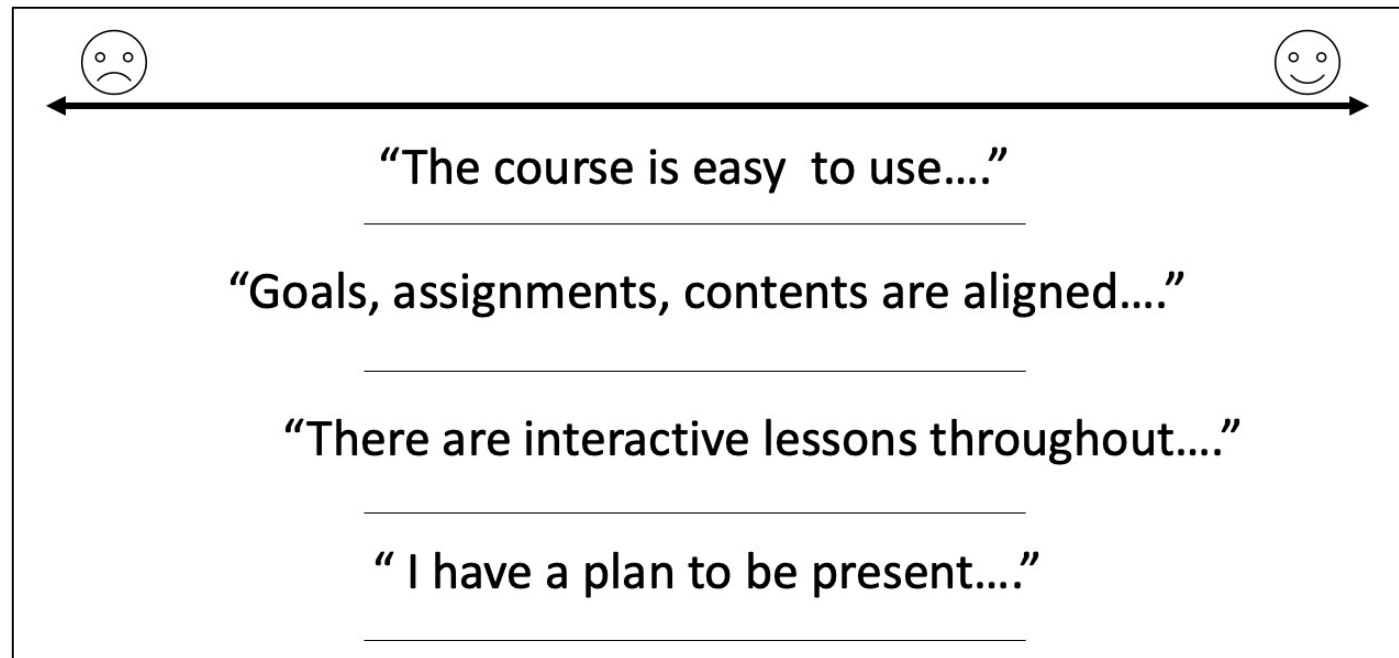 “The course is easy  to use….”
“Goals, assignments, contents are aligned….”
“There are interactive lessons throughout….”
“ I have a plan to be present….”